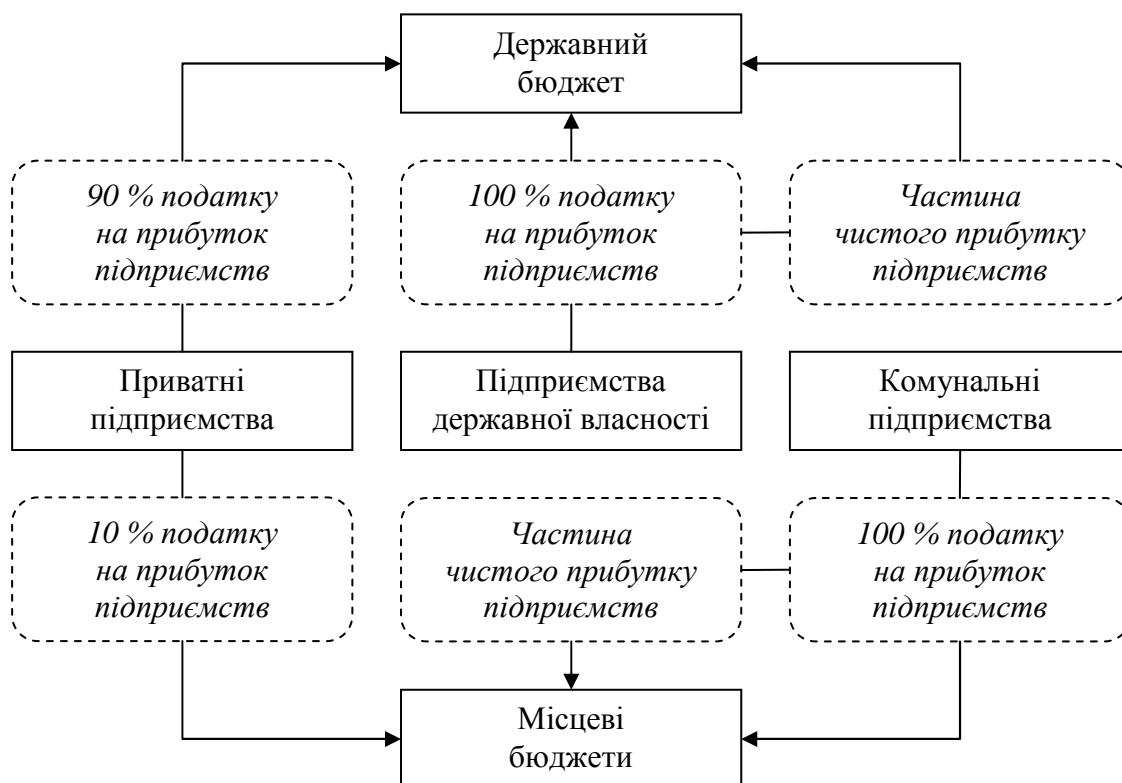 Державний
бюджет
90 % податку
на прибуток
підприємств
100 % податку
на прибуток
підприємств
Частина
чистого прибутку
підприємств
Приватні
підприємства
Підприємства
державної власності
Комунальні
підприємства
10 % податку
на прибуток
підприємств
Частина
чистого прибутку
підприємств
100 % податку
на прибуток
підприємств
Місцеві
бюджети